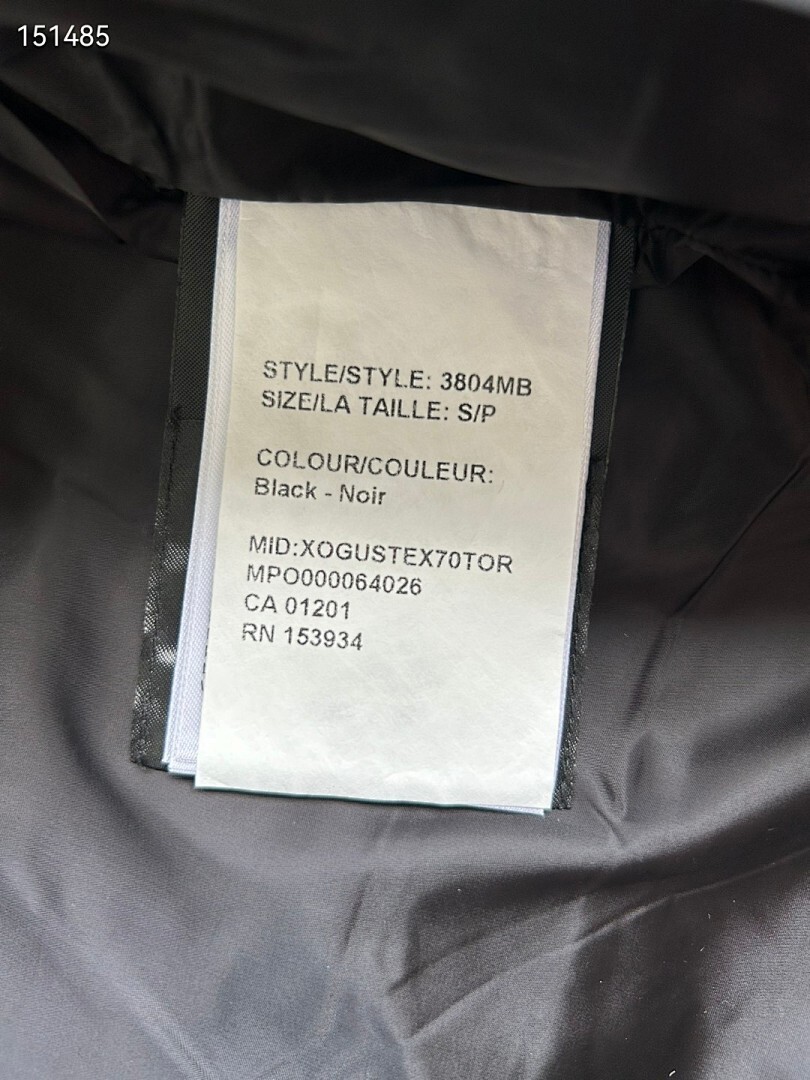 151485
STYLE/STYLE: 3804MB
SIZE/LA TAILLE: S/P
COLOUR/COULEUR:
Black - Noir
MID:XOGUSTEX70TOR
MPO000064026
CA 01201
RN 153934